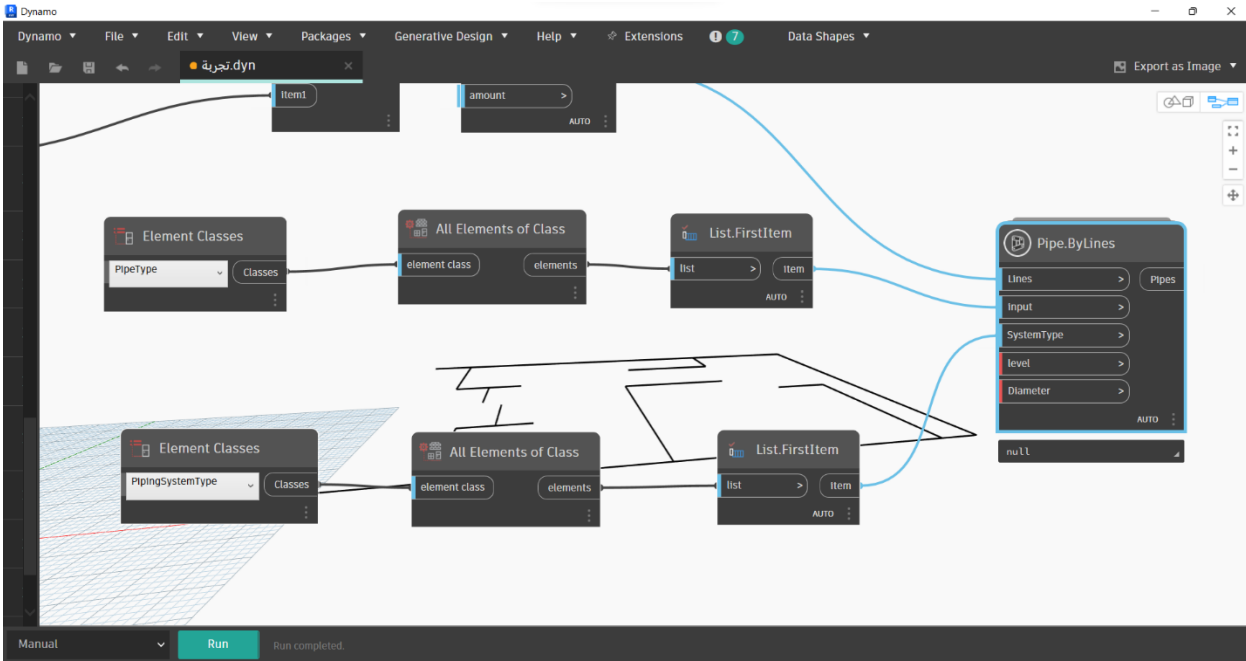 Dynamo
Dynamo File Edit View Packages Generative Design Help Extensions 7 Data Shapes
تجربة.dyn
Export as Image
Item1
amount >
AUTO
Element Classes
PipeType
Classes
All Elements of Class
element class
elements
List.FirstItem
list >
item
AUTO
Pipe.ByLines
Lines >
Pipes
Input >
SystemType >
level >
Diameter >
AUTO
null
Element Classes
PipingSystemType
Classes
All Elements of Class
element class
elements
List.FirstItem
list >
item
AUTO
Manual
Run
Run completed.